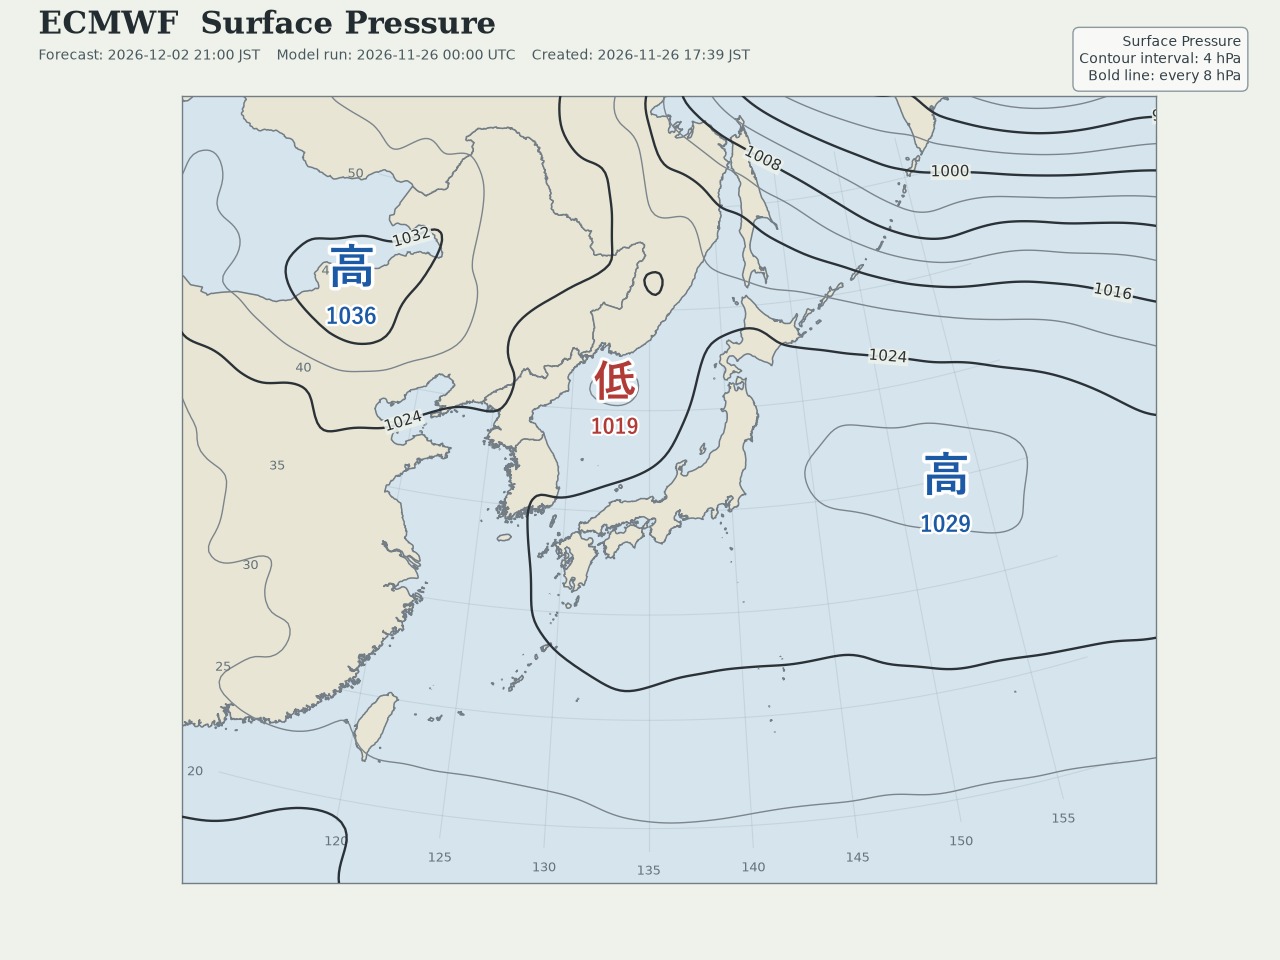 ECMWF  Surface Pressure
Forecast: 2026-12-02 21:00 JST    Model run: 2026-11-26 00:00 UTC    Created: 2026-11-26 17:39 JST
Surface Pressure
Contour interval: 4 hPa
Bold line: every 8 hPa
1008
1000
50
1032
高
1036
1016
1024
40
低
1019
1024
35
高
1029
30
25
20
120
125
130
135
140
145
150
155